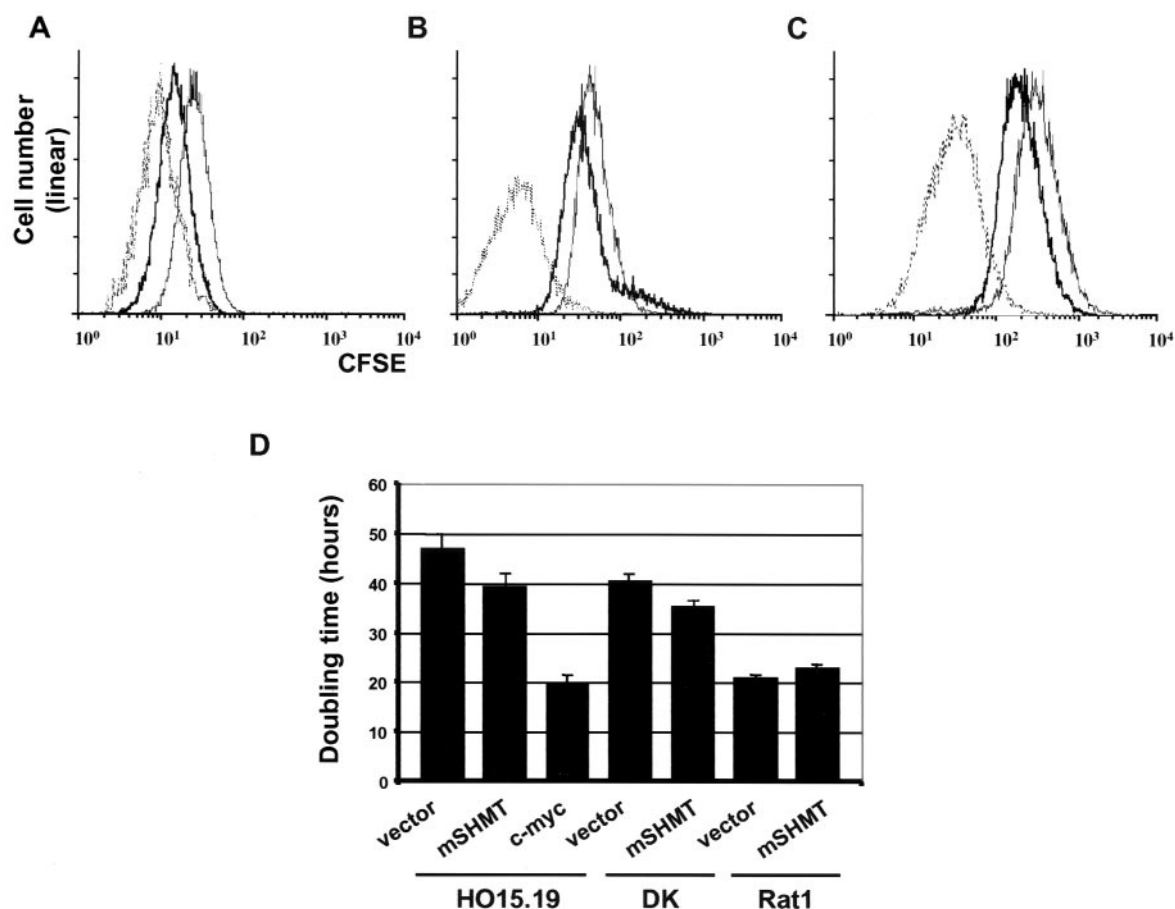 A
B
C
Cell number
(linear)
10⁰ 10¹ 10² 10³ 10⁴
10⁰ 10¹ 10² 10³ 10⁴
10⁰ 10¹ 10² 10³ 10⁴
CFSE
D
Doubling time (hours)
60
50
40
30
20
10
0
vector mSHMT c-myc vector mSHMT vector mSHMT
HO15.19 DK Rat1